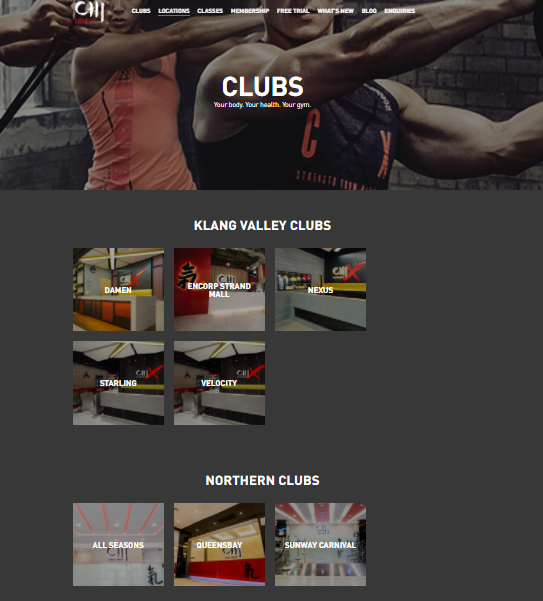 CHi
CLUBS LOCATIONS CLASSES MEMBERSHIP FREE TRIAL WHAT'S NEW BLOG ENQUIRIES
CLUBS
Your body. Your health. Your gym.
C X
KLANG VALLEY CLUBS
DAMEN
ENCORP STRAND
MALL
NEXUS
STARLING
VELOCITY
NORTHERN CLUBS
ALL SEASONS
QUEENSBAY
SUNWAY CARNIVAL